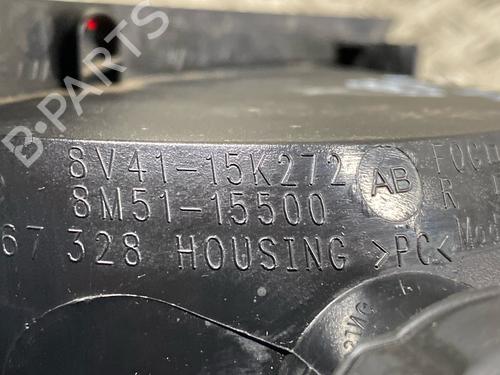 8V41-15K272 AB
8M51-15500 R
67 328 HOUSING >PC<
B-PARTS